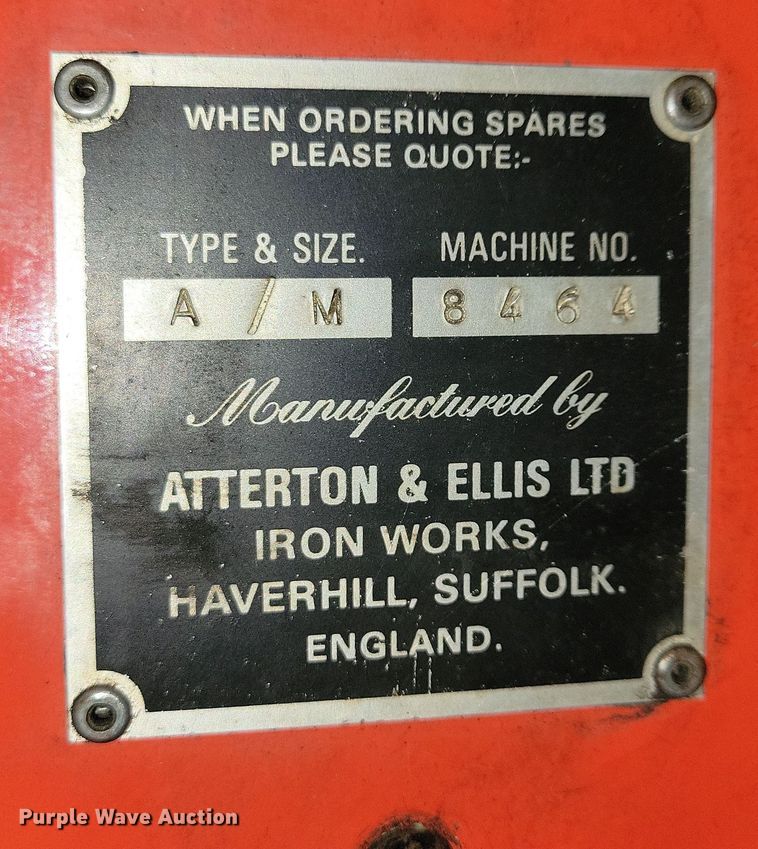 WHEN ORDERING SPARES
PLEASE QUOTE:-
TYPE & SIZE. MACHINE NO.
A / M 8464
Manufactured by
ATTERTON & ELLIS LTD
IRON WORKS,
HAVERHILL, SUFFOLK.
ENGLAND.
Purple Wave Auction